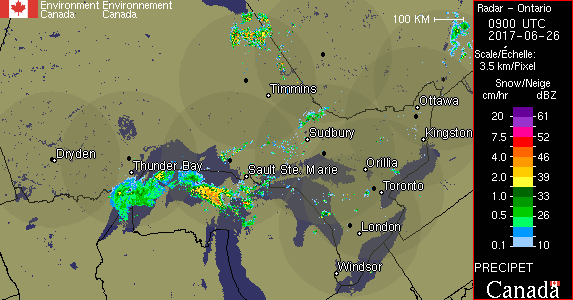 Environment Environnement
Canada Canada
100 KM
Timmins
Ottawa
Sudbury
Kingston
Dryden
Thunder Bay
Sault Ste. Marie
Orillia
Toronto
London
Windsor
Radar - Ontario
0900 UTC
2017-06-26
Scale/Échelle:
3.5 km/Pixel
Snow/Neige
cm/hr dBZ
20 61
7.5 52
4.0 46
2.0 39
1.0 33
0.5 26
0.1 10
PRECIPET
Canada